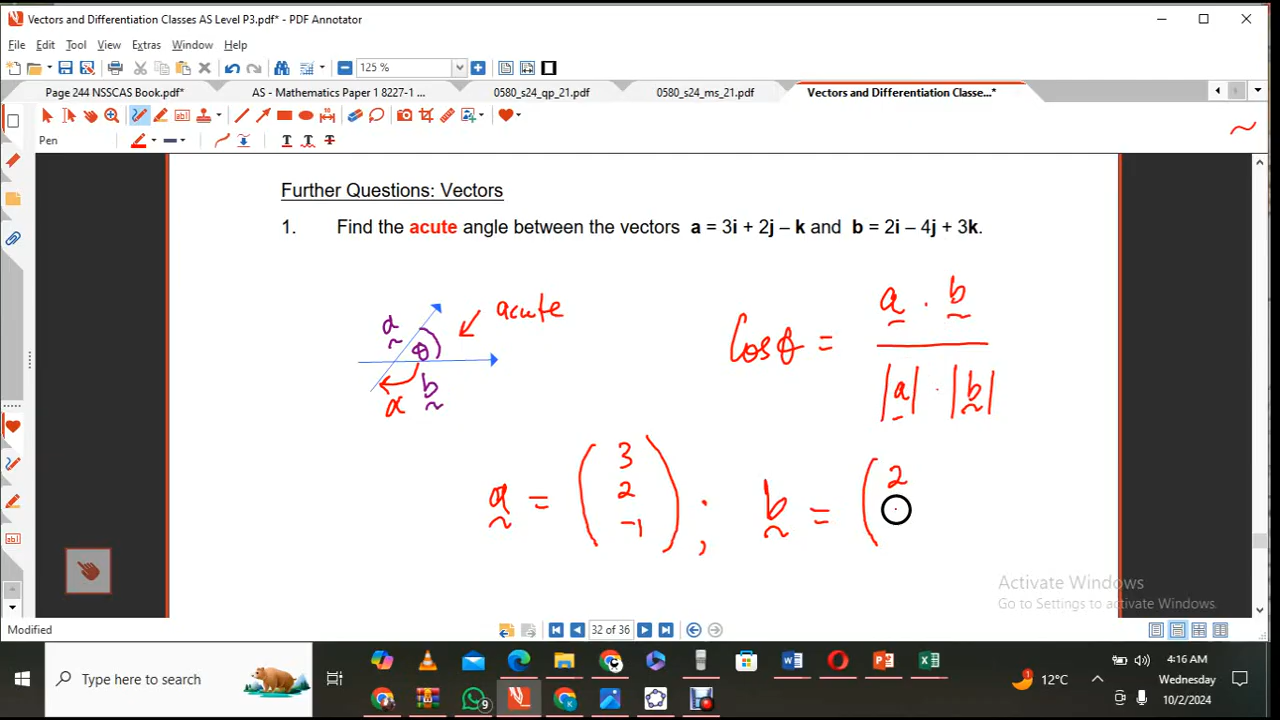 Vectors and Differentiation Classes AS Level P3.pdf* - PDF Annotator
File Edit Tool View Extras Window Help
125 %
Page 244 NSSCAS Book.pdf* AS - Mathematics Paper 1 8227-1 ... 0580_s24_qp_21.pdf 0580_s24_ms_21.pdf Vectors and Differentiation Classe...*
Pen
Further Questions: Vectors
1. Find the acute angle between the vectors a = 3i + 2j – k and b = 2i – 4j + 3k.
a θ b α acute
Cosθ = a · b
|a| · |b|
a = ( 3 2 -1 ) ; b = ( 2
Activate Windows
Go to Settings to activate Windows.
Modified 32 of 36
Type here to search 9 12°C 4:16 AM
Wednesday
10/2/2024